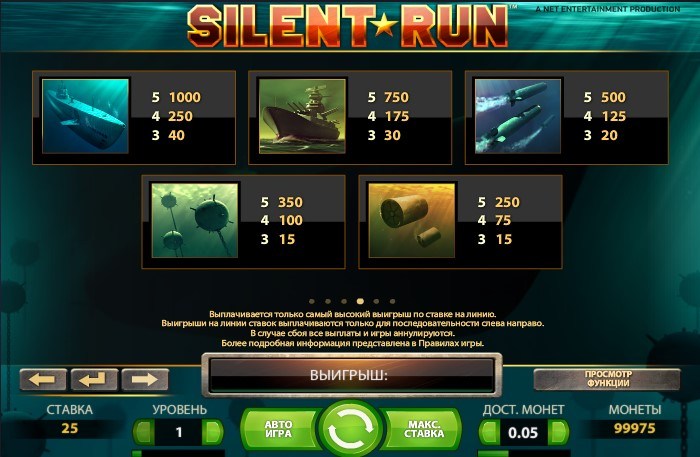 SILENT★RUN™
A NET ENTERTAINMENT PRODUCTION
5 1000
4 250
3 40
5 750
4 175
3 30
5 500
4 125
3 20
5 350
4 100
3 15
5 250
4 75
3 15
Выплачивается только самый высокий выигрыш по ставке на линию.
Выигрыши на линии ставок выплачиваются только для последовательности слева направо.
В случае сбоя все выплаты и игры аннулируются.
Более подробная информация представлена в Правилах игры.
ВЫИГРЫШ:
ПРОСМОТР
ФУНКЦИИ
СТАВКА
25
УРОВЕНЬ
1
АВТО
ИГРА
МАКС.
СТАВКА
ДОСТ. МОНЕТ
0.05
МОНЕТЫ
99975